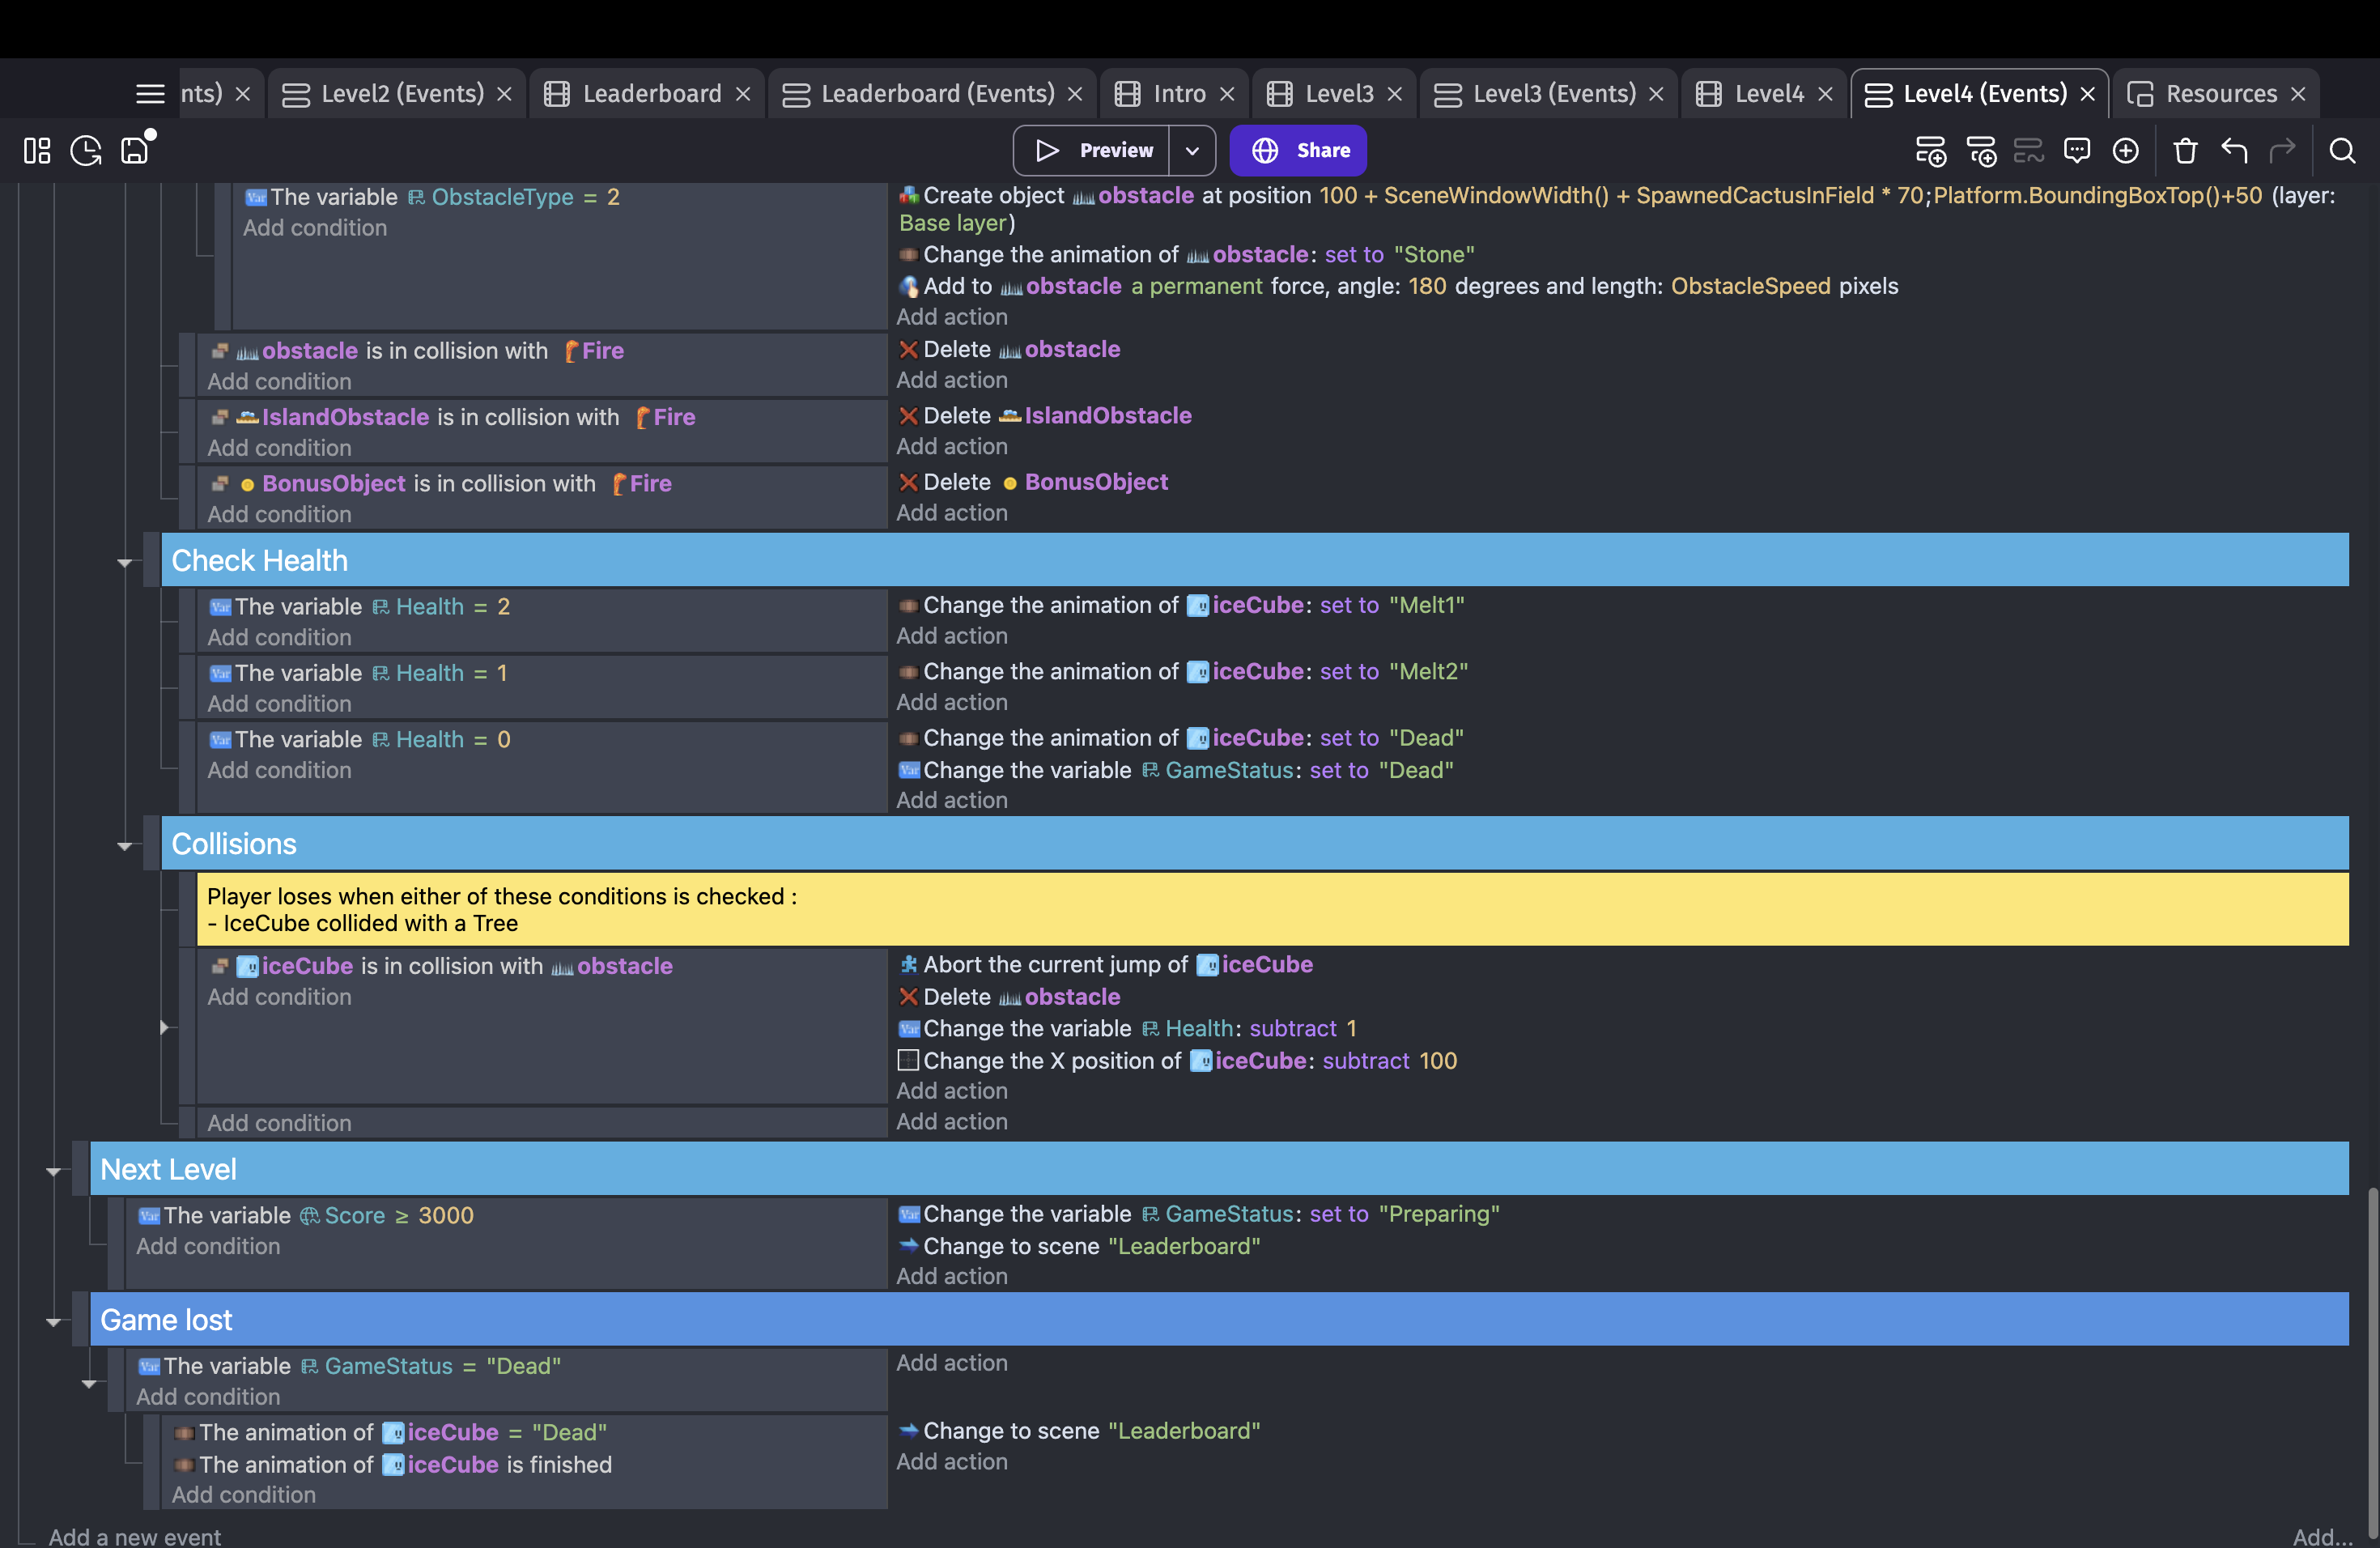 nts)
Level2 (Events)
Leaderboard
Leaderboard (Events)
Intro
Level3
Level3 (Events)
Level4
Level4 (Events)
Resources
Preview
Share
The variable ObstacleType = 2
Add condition
Create object obstacle at position 100 + SceneWindowWidth() + SpawnedCactusInField * 70;Platform.BoundingBoxTop()+50 (layer:
Base layer)
Change the animation of obstacle: set to "Stone"
Add to obstacle a permanent force, angle: 180 degrees and length: ObstacleSpeed pixels
Add action
obstacle is in collision with Fire
Add condition
Delete obstacle
Add action
IslandObstacle is in collision with Fire
Add condition
Delete IslandObstacle
Add action
BonusObject is in collision with Fire
Add condition
Delete BonusObject
Add action
Check Health
Var The variable Health = 2
Add condition
Change the animation of iceCube: set to "Melt1"
Add action
Var The variable Health = 1
Add condition
Change the animation of iceCube: set to "Melt2"
Add action
Var The variable Health = 0
Add condition
Change the animation of iceCube: set to "Dead"
Var Change the variable GameStatus: set to "Dead"
Add action
Collisions
Player loses when either of these conditions is checked :
- IceCube collided with a Tree
iceCube is in collision with obstacle
Add condition
Abort the current jump of iceCube
Delete obstacle
Var Change the variable Health: subtract 1
Change the X position of iceCube: subtract 100
Add action
Add condition
Add action
Next Level
Var The variable Score ≥ 3000
Add condition
Var Change the variable GameStatus: set to "Preparing"
Change to scene "Leaderboard"
Add action
Game lost
Var The variable GameStatus = "Dead"
Add condition
Add action
The animation of iceCube = "Dead"
The animation of iceCube is finished
Add condition
Change to scene "Leaderboard"
Add action
Add a new event
Add...